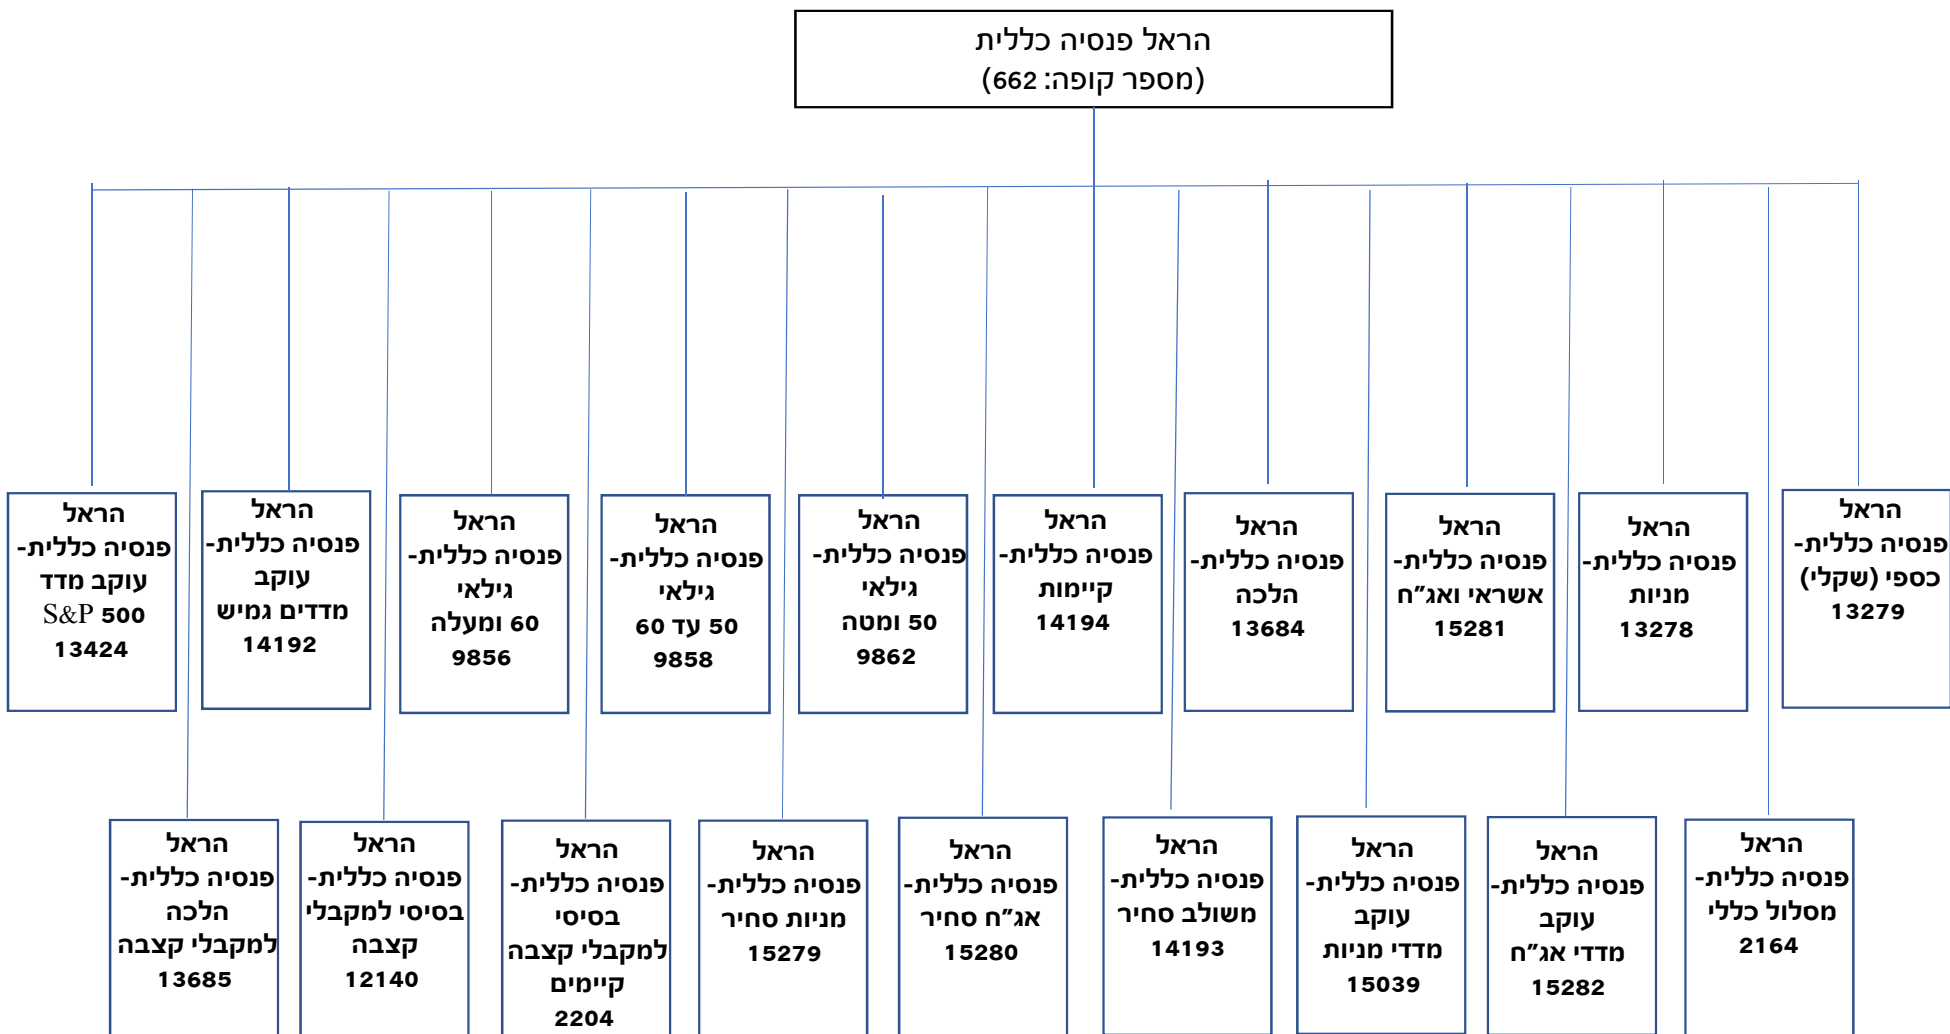 הראל פנסיה כללית
(מספר קופה: 662)
הראל
פנסיה כללית-
כספי (שקלי)
13279
הראל
פנסיה כללית-
מניות
13278
הראל
פנסיה כללית-
אשראי ואג"ח
15281
הראל
פנסיה כללית-
הלכה
13684
הראל
פנסיה כללית-
קיימות
14194
הראל
פנסיה כללית-
גילאי
50 ומטה
9862
הראל
פנסיה כללית-
גילאי
50 עד 60
9858
הראל
פנסיה כללית-
גילאי
60 ומעלה
9856
הראל
פנסיה כללית-
עוקב
מדדים גמיש
14192
הראל
פנסיה כללית-
עוקב מדד
S&P 500
13424
הראל
פנסיה כללית-
מסלול כללי
2164
הראל
פנסיה כללית-
עוקב
מדדי אג"ח
15282
הראל
פנסיה כללית-
עוקב
מדדי מניות
15039
הראל
פנסיה כללית-
משולב סחיר
14193
הראל
פנסיה כללית-
אג"ח סחיר
15280
הראל
פנסיה כללית-
מניות סחיר
15279
הראל
פנסיה כללית-
בסיסי
למקבלי קצבה
קיימים
2204
הראל
פנסיה כללית-
בסיסי למקבלי
קצבה
12140
הראל
פנסיה כללית-
הלכה
למקבלי קצבה
13685